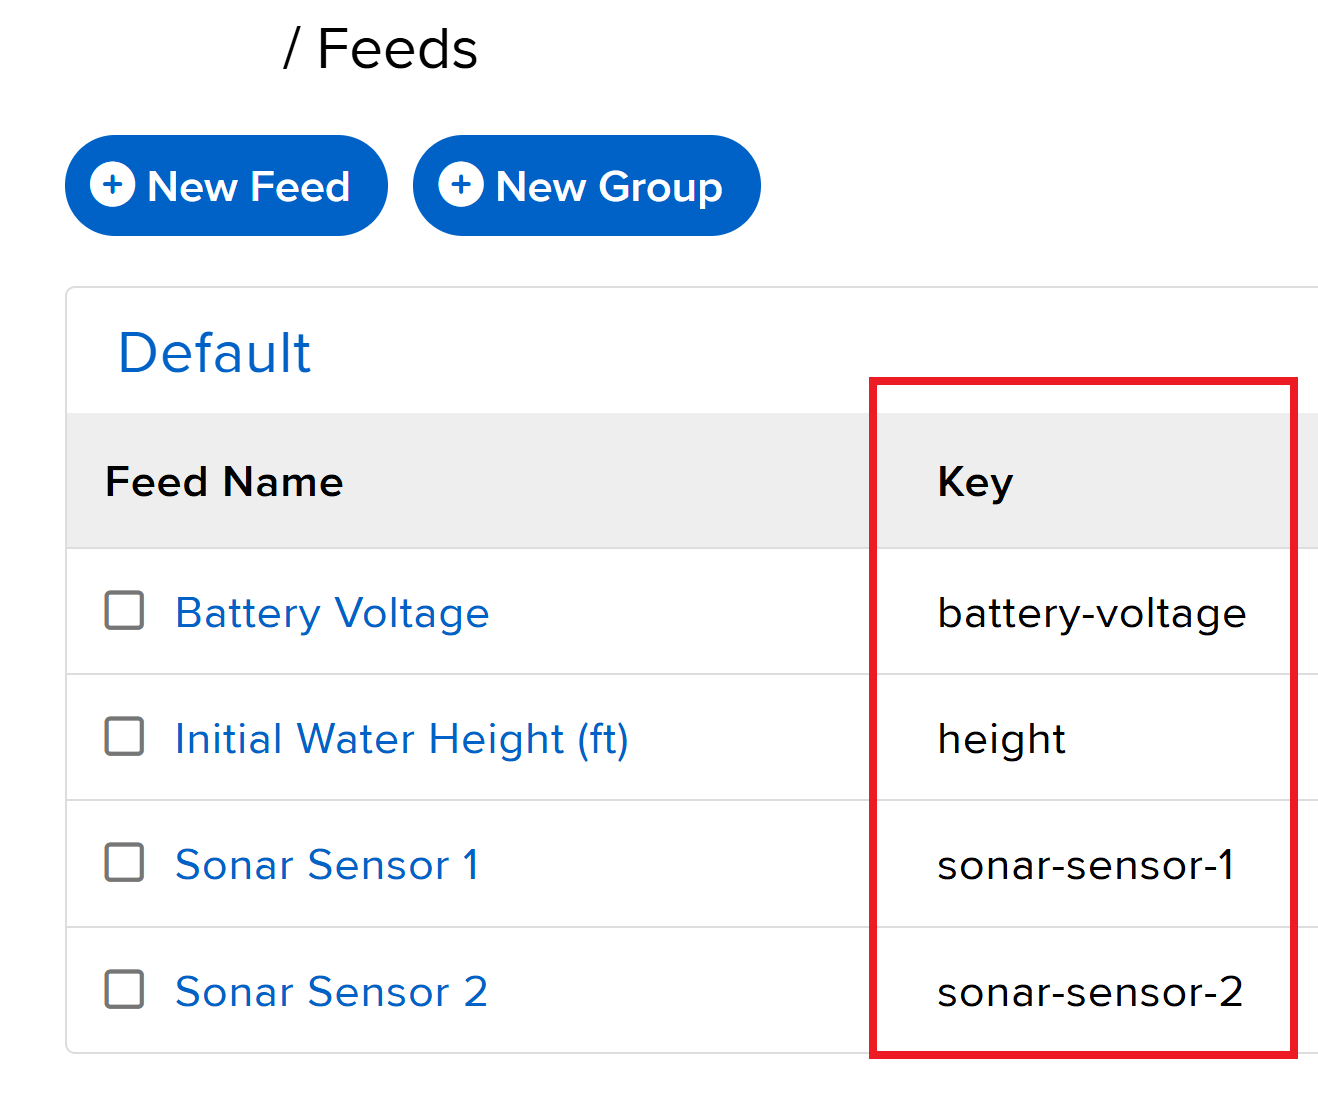 / Feeds
New Feed New Group
Default
Feed Name Key
Battery Voltage battery-voltage
Initial Water Height (ft) height
Sonar Sensor 1 sonar-sensor-1
Sonar Sensor 2 sonar-sensor-2